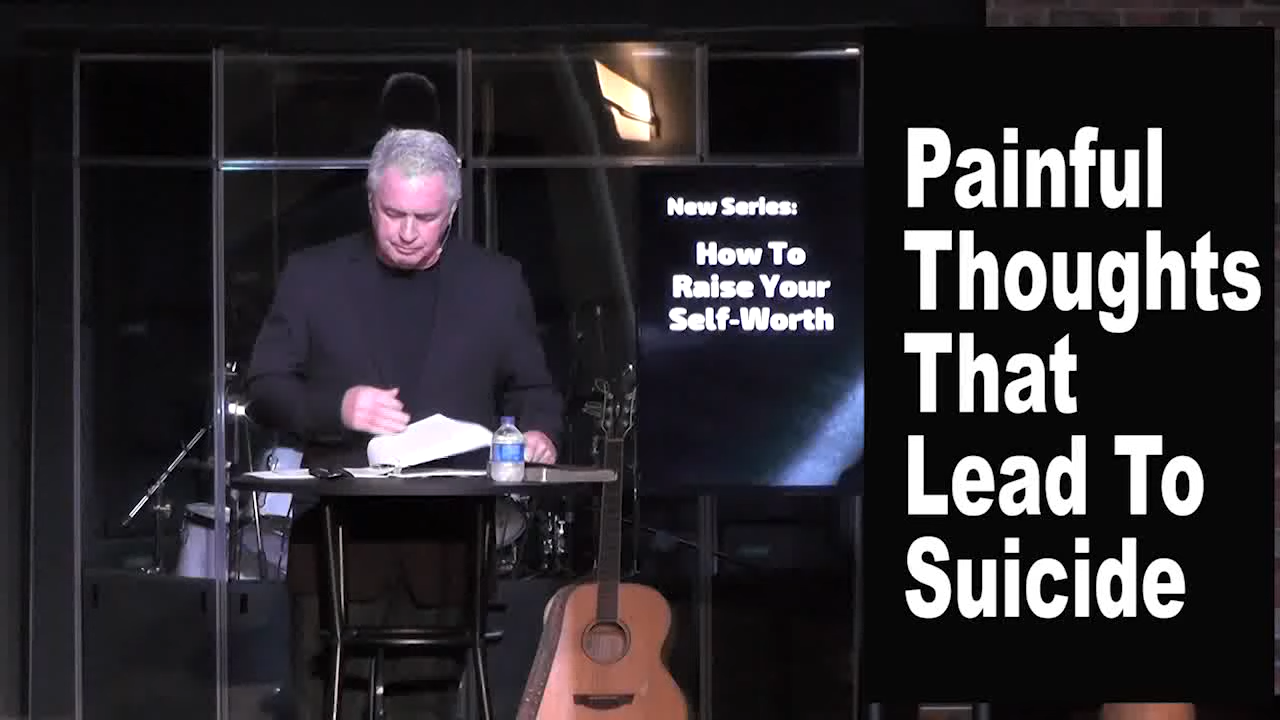 New Series:
How To
Raise Your
Self-Worth
Painful
Thoughts
That
Lead To
Suicide